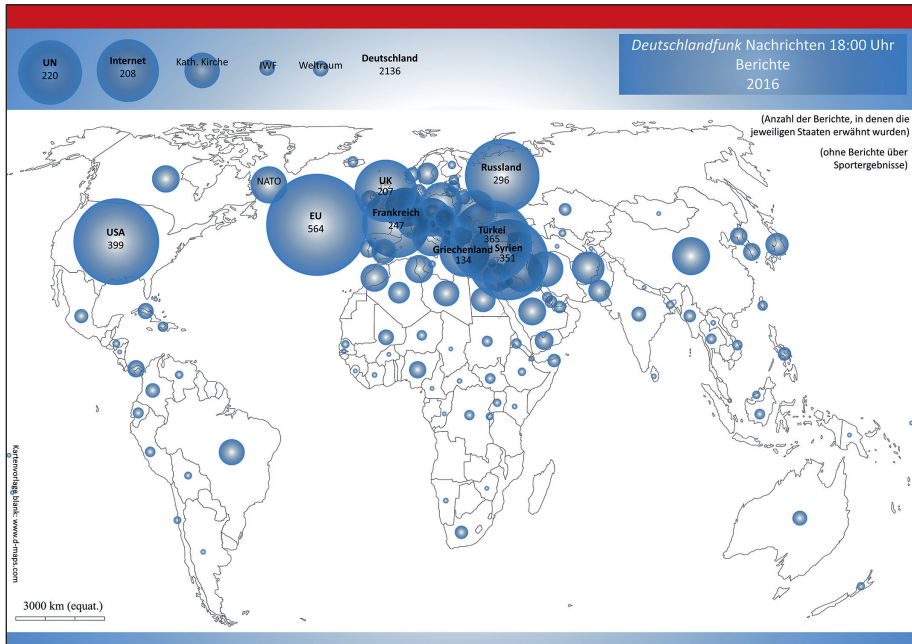 UN
220
Internet
208
Kath. Kirche
IWF
Weltraum
Deutschland
2136
Deutschlandfunk Nachrichten 18:00 Uhr
Berichte
2016
(Anzahl der Berichte, in denen die
jeweiligen Staaten erwähnt wurden)
(ohne Berichte über
Sportergebnisse)
NATO
UK
207
Russland
296
USA
399
EU
564
Frankreich
247
Türkei
365
Griechenland
134
Syrien
351
Kartenvorlage blank: www.d-maps.com
3000 km (equat.)